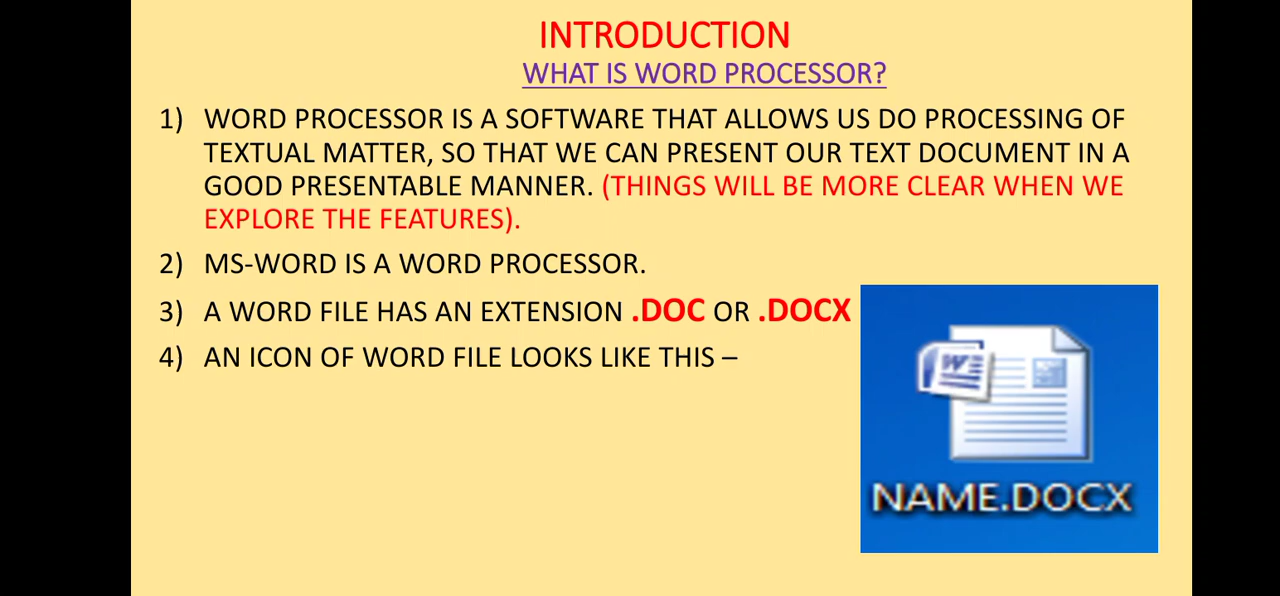 INTRODUCTION
WHAT IS WORD PROCESSOR?
1) WORD PROCESSOR IS A SOFTWARE THAT ALLOWS US DO PROCESSING OF
TEXTUAL MATTER, SO THAT WE CAN PRESENT OUR TEXT DOCUMENT IN A
GOOD PRESENTABLE MANNER. (THINGS WILL BE MORE CLEAR WHEN WE
EXPLORE THE FEATURES).
2) MS-WORD IS A WORD PROCESSOR.
3) A WORD FILE HAS AN EXTENSION .DOC OR .DOCX
4) AN ICON OF WORD FILE LOOKS LIKE THIS –
W
NAME.DOCX